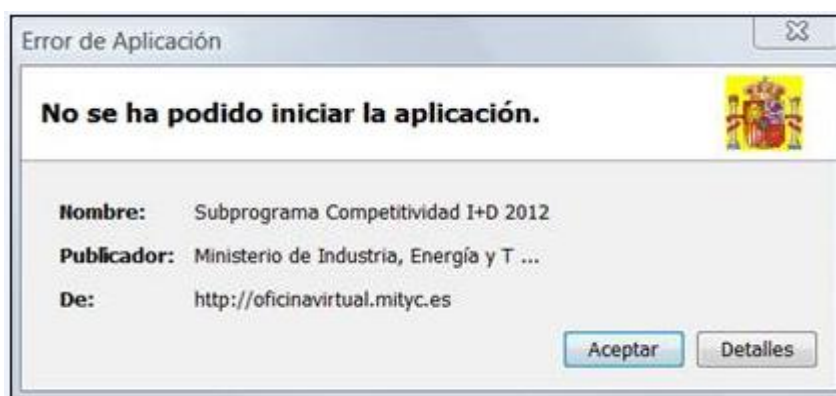 Error de Aplicación
No se ha podido iniciar la aplicación.
Nombre: Subprograma Competitividad I+D 2012
Publicador: Ministerio de Industria, Energía y T ...
De: http://oficinavirtual.mityc.es
Aceptar Detalles